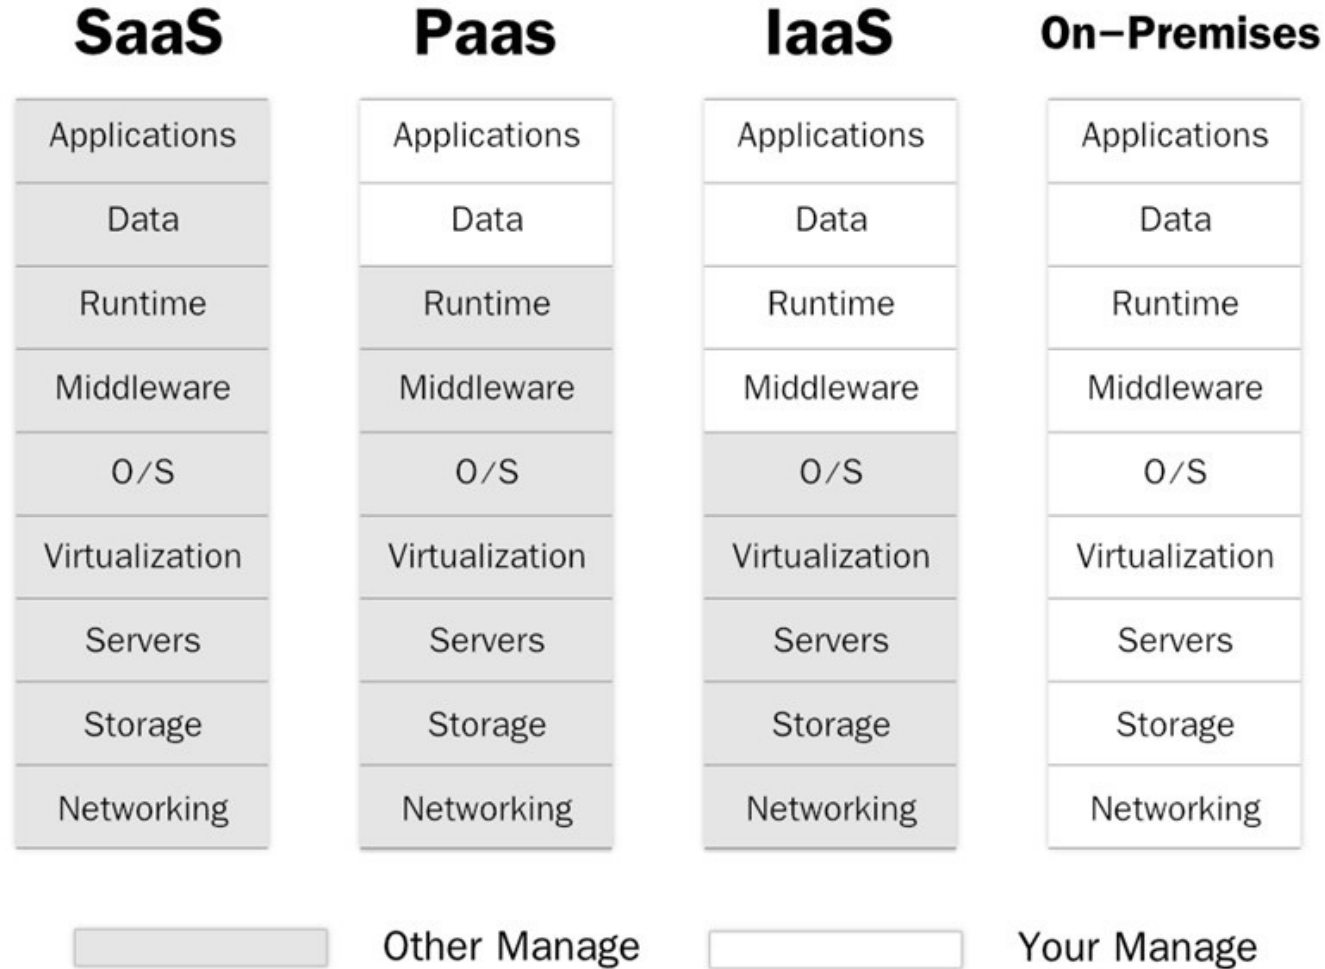 SaaS Paas IaaS On-Premises
Applications Applications Applications Applications
Data Data Data Data
Runtime Runtime Runtime Runtime
Middleware Middleware Middleware Middleware
O/S O/S O/S O/S
Virtualization Virtualization Virtualization Virtualization
Servers Servers Servers Servers
Storage Storage Storage Storage
Networking Networking Networking Networking
Other Manage Your Manage